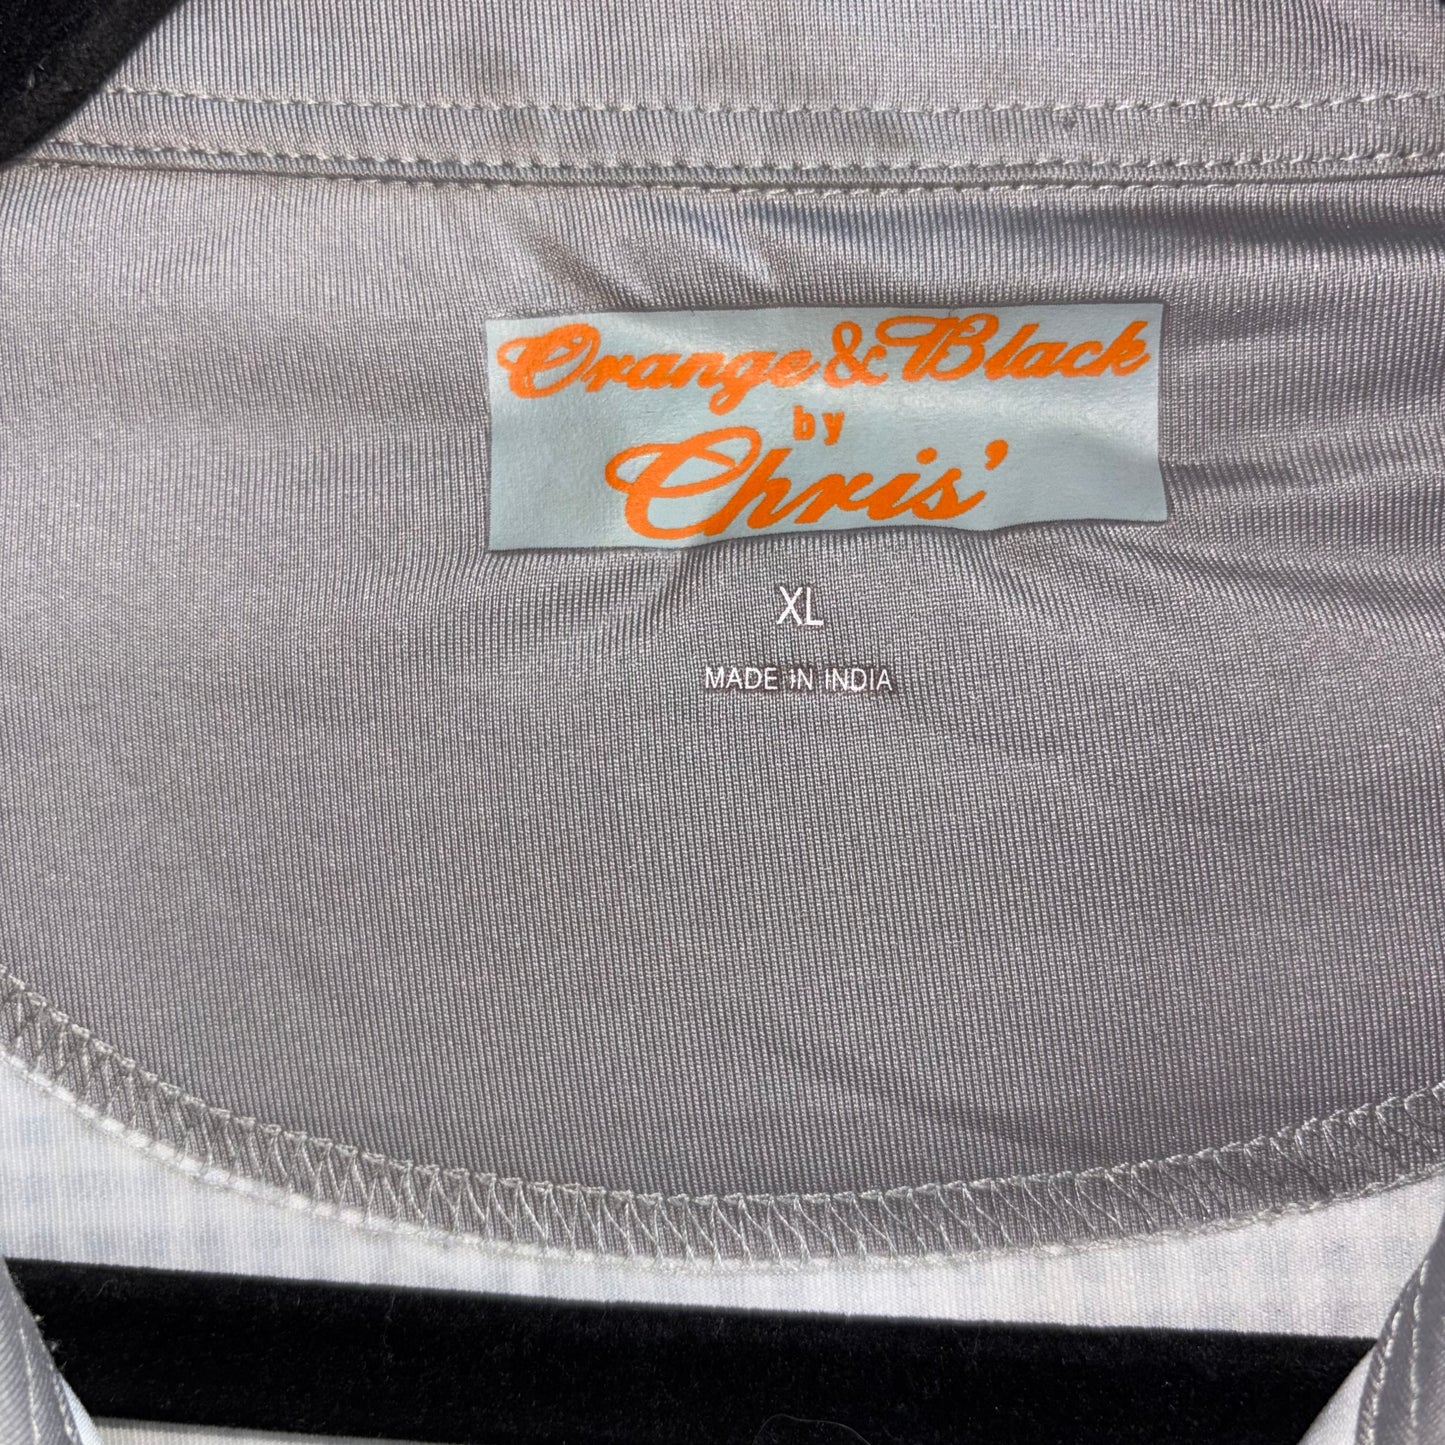 Orange & Black
by
Chris'
XL
MADE IN INDIA